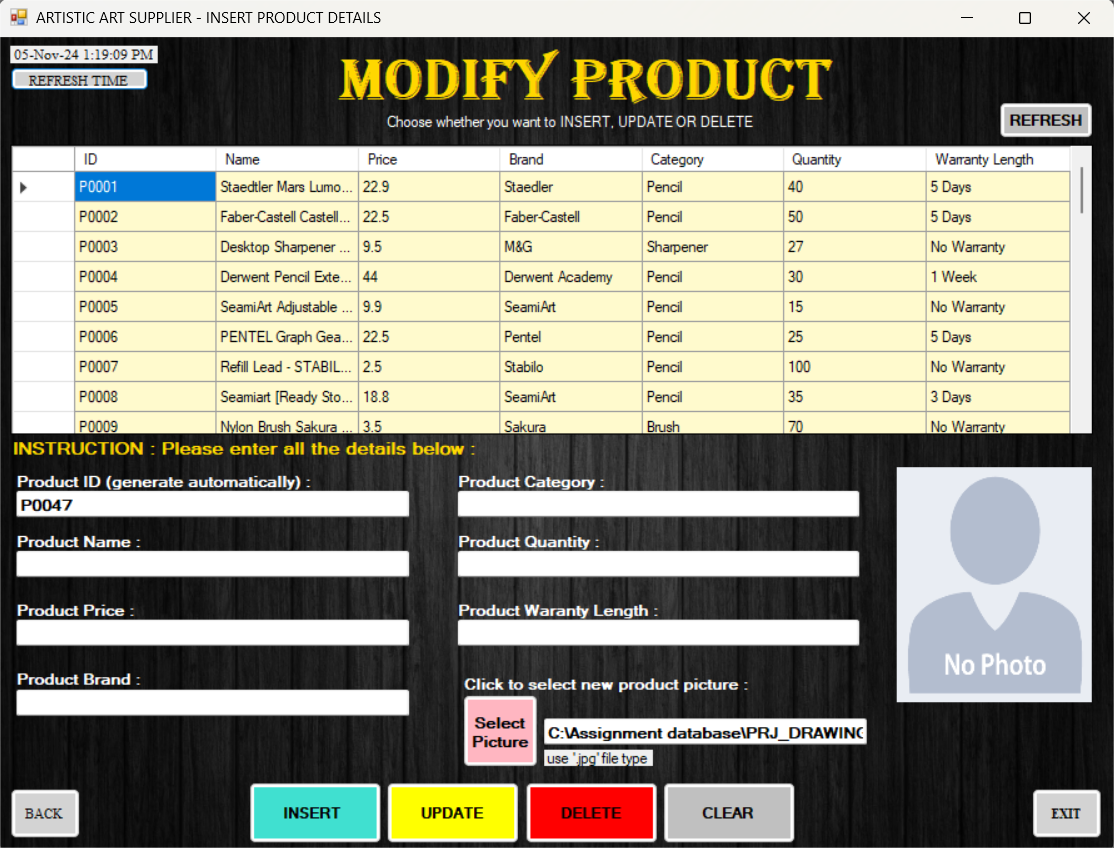 ARTISTIC ART SUPPLIER - INSERT PRODUCT DETAILS
05-Nov-24 1:19:09 PM
REFRESH TIME
MODIFY PRODUCT
Choose whether you want to INSERT, UPDATE OR DELETE
REFRESH
ID Name Price Brand Category Quantity Warranty Length
P0001 Staedtler Mars Lumo... 22.9 Staedler Pencil 40 5 Days
P0002 Faber-Castell Castell... 22.5 Faber-Castell Pencil 50 5 Days
P0003 Desktop Sharpener ... 9.5 M&G Sharpener 27 No Warranty
P0004 Derwent Pencil Exte... 44 Derwent Academy Pencil 30 1 Week
P0005 SeamiArt Adjustable ... 9.9 SeamiArt Pencil 15 No Warranty
P0006 PENTEL Graph Gea... 22.5 Pentel Pencil 25 5 Days
P0007 Refill Lead - STABIL... 2.5 Stabilo Pencil 100 No Warranty
P0008 Seamiart [Ready Sto... 18.8 SeamiArt Pencil 35 3 Days
P0009 Nylon Brush Sakura ... 3.5 Sakura Brush 70 No Warranty
INSTRUCTION : Please enter all the details below :
Product ID (generate automatically) :
P0047
Product Category :
Product Name :
Product Quantity :
Product Price :
Product Waranty Length :
Product Brand :
Click to select new product picture :
Select
Picture
C:\Assignment database\PRJ_DRAWING
use '.jpg' file type
No Photo
BACK
INSERT
UPDATE
DELETE
CLEAR
EXIT